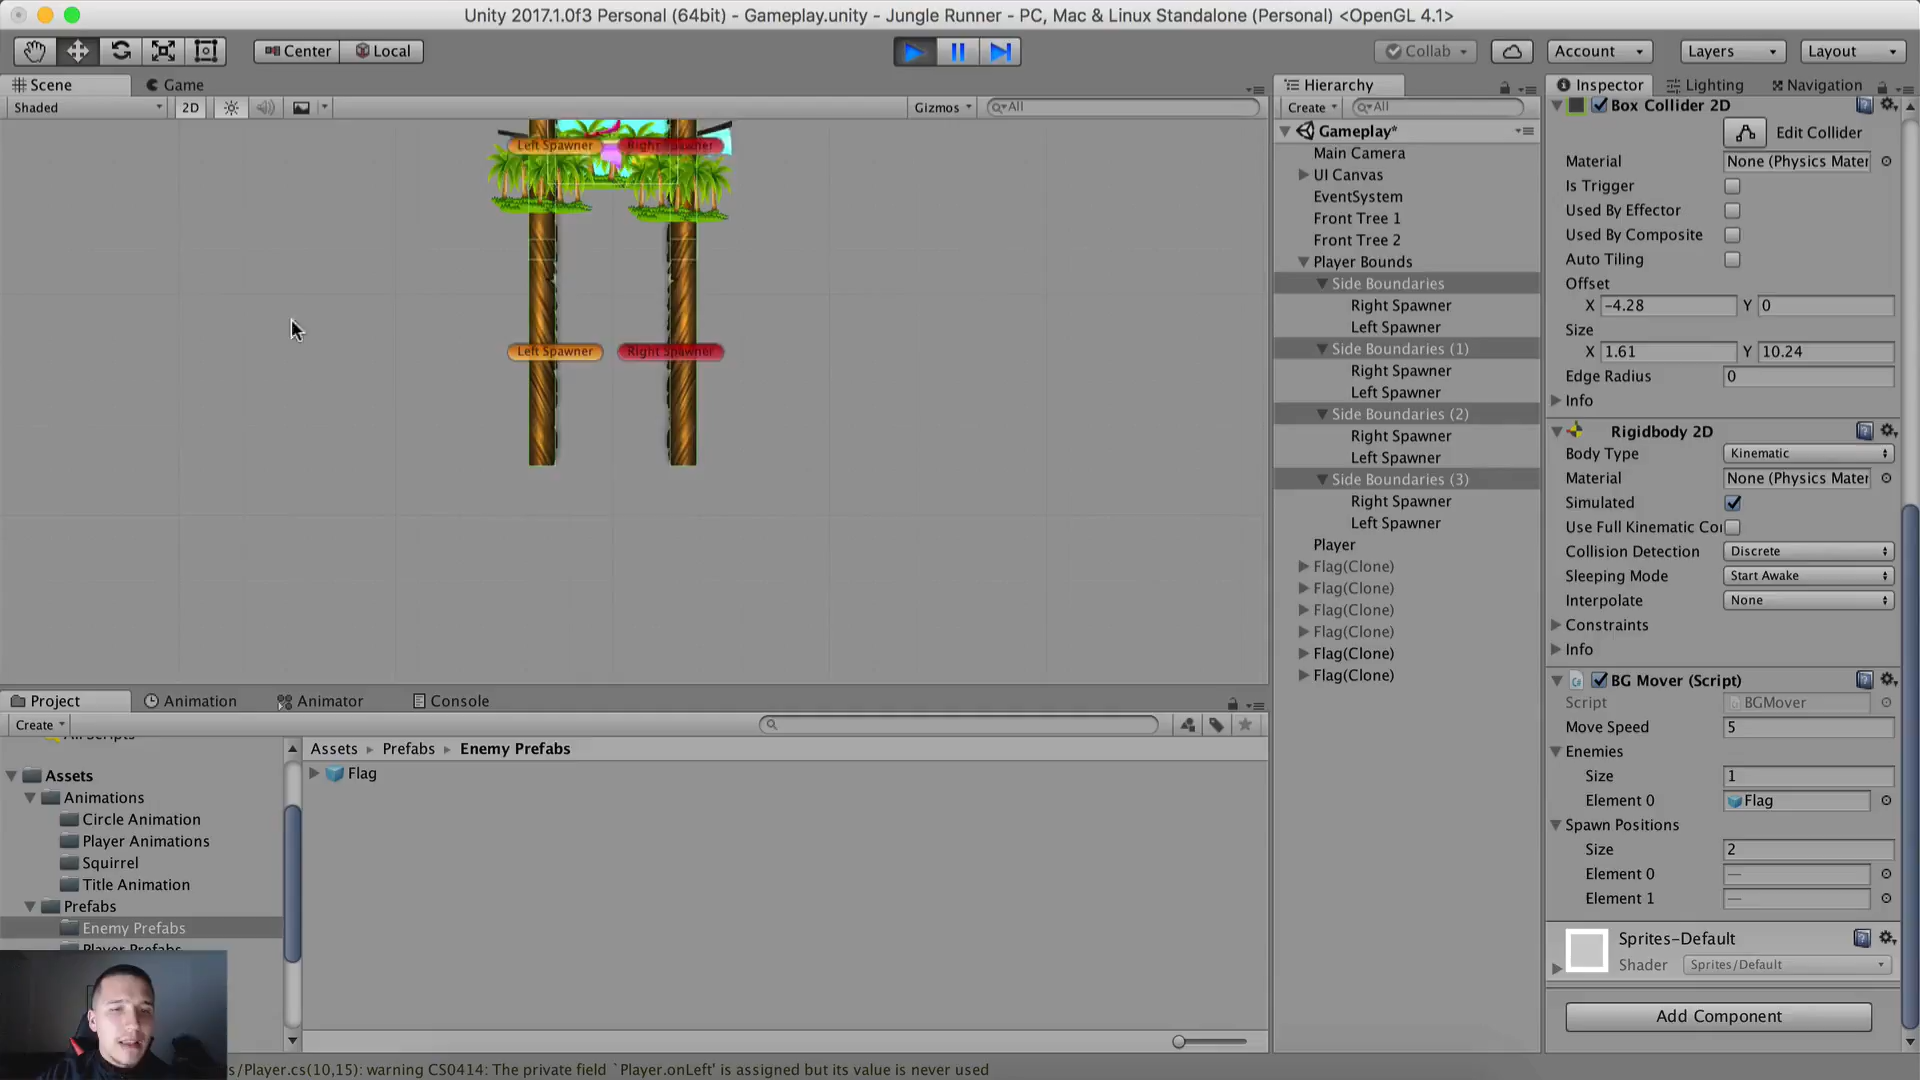 Unity 2017.1.0f3 Personal (64bit) - Gameplay.unity - Jungle Runner - PC, Mac & Linux Standalone (Personal) <OpenGL 4.1>
Center Local Collab Account Layers Layout
Scene Game
Shaded 2D Gizmos All
Left Spawner Right Spawner
Left Spawner Right Spawner
Hierarchy
Create All
Gameplay*
Main Camera
UI Canvas
EventSystem
Front Tree 1
Front Tree 2
Player Bounds
Side Boundaries
Right Spawner
Left Spawner
Side Boundaries (1)
Right Spawner
Left Spawner
Side Boundaries (2)
Right Spawner
Left Spawner
Side Boundaries (3)
Right Spawner
Left Spawner
Player
Flag(Clone)
Flag(Clone)
Flag(Clone)
Flag(Clone)
Flag(Clone)
Flag(Clone)
Inspector Lighting Navigation
Box Collider 2D
Edit Collider
Material None (Physics Mater
Is Trigger
Used By Effector
Used By Composite
Auto Tiling
Offset
X -4.28 Y 0
Size
X 1.61 Y 10.24
Edge Radius 0
Info
Rigidbody 2D
Body Type Kinematic
Material None (Physics Mater
Simulated
Use Full Kinematic Co
Collision Detection Discrete
Sleeping Mode Start Awake
Interpolate None
Constraints
Info
BG Mover (Script)
Script BGMover
Move Speed 5
Enemies
Size 1
Element 0 Flag
Spawn Positions
Size 2
Element 0 —
Element 1 —
Sprites-Default
Shader Sprites/Default
Add Component
Project Animation Animator Console
Create
All Scripts
Assets
Animations
Circle Animation
Player Animations
Squirrel
Title Animation
Prefabs
Enemy Prefabs
Player Prefabs
Assets Prefabs Enemy Prefabs
Flag
s/Player.cs(10,15): warning CS0414: The private field `Player.onLeft' is assigned but its value is never used